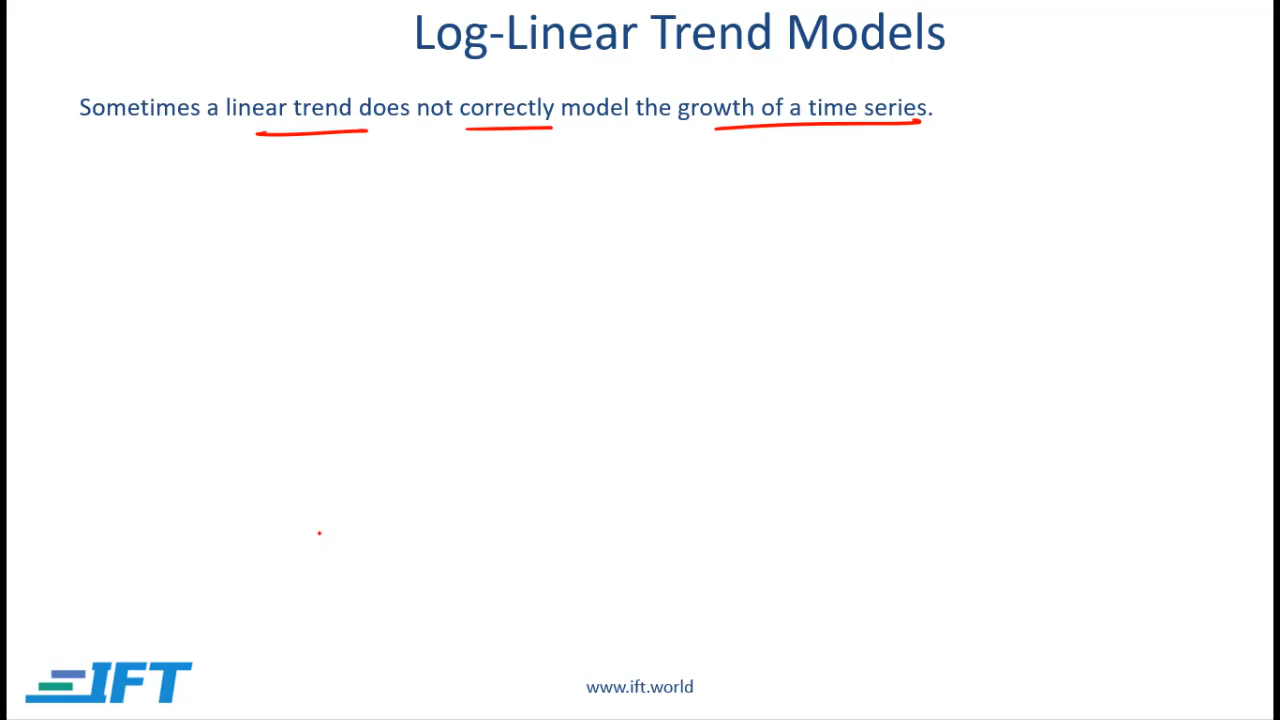 Log-Linear Trend Models
Sometimes a linear trend does not correctly model the growth of a time series.
IFT
www.ift.world